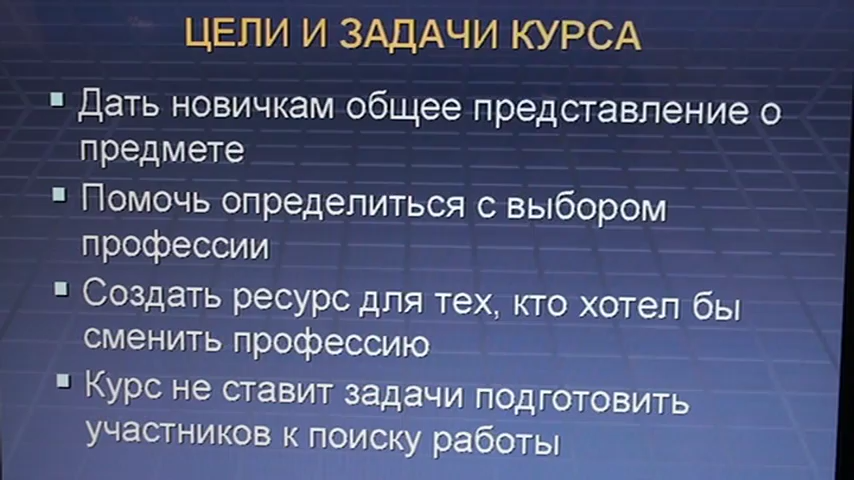 ЦЕЛИ И ЗАДАЧИ КУРСА
Дать новичкам общее представление о
предмете
Помочь определиться с выбором
профессии
Создать ресурс для тех, кто хотел бы
сменить профессию
Курс не ставит задачи подготовить
участников к поиску работы